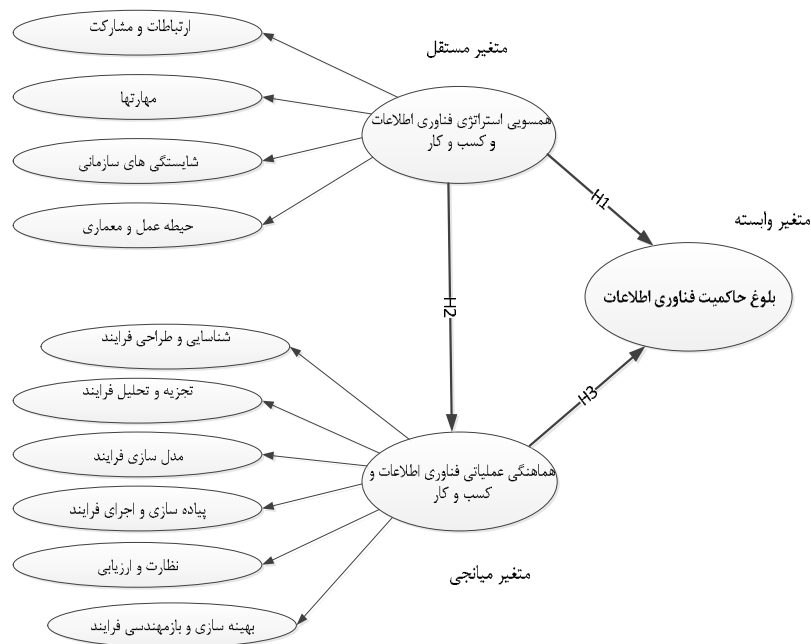 ارتباطات و مشارکت
مهارتها
شایستگی های سازمانی
حیطه عمل و معماری
متغیر مستقل
همسویی استراتژی فناوری اطلاعات
و کسب و کار
H1
متغیر وابسته
بلوغ حاکمیت فناوری اطلاعات
H2
H3
شناسایی و طراحی فرایند
تجزیه و تحلیل فرایند
مدل سازی فرایند
پیاده سازی و اجرای فرایند
نظارت و ارزیابی
بهینه سازی و بازمهندسی فرایند
هماهنگی عملیاتی فناوری اطلاعات و
کسب و کار
متغیر میانجی